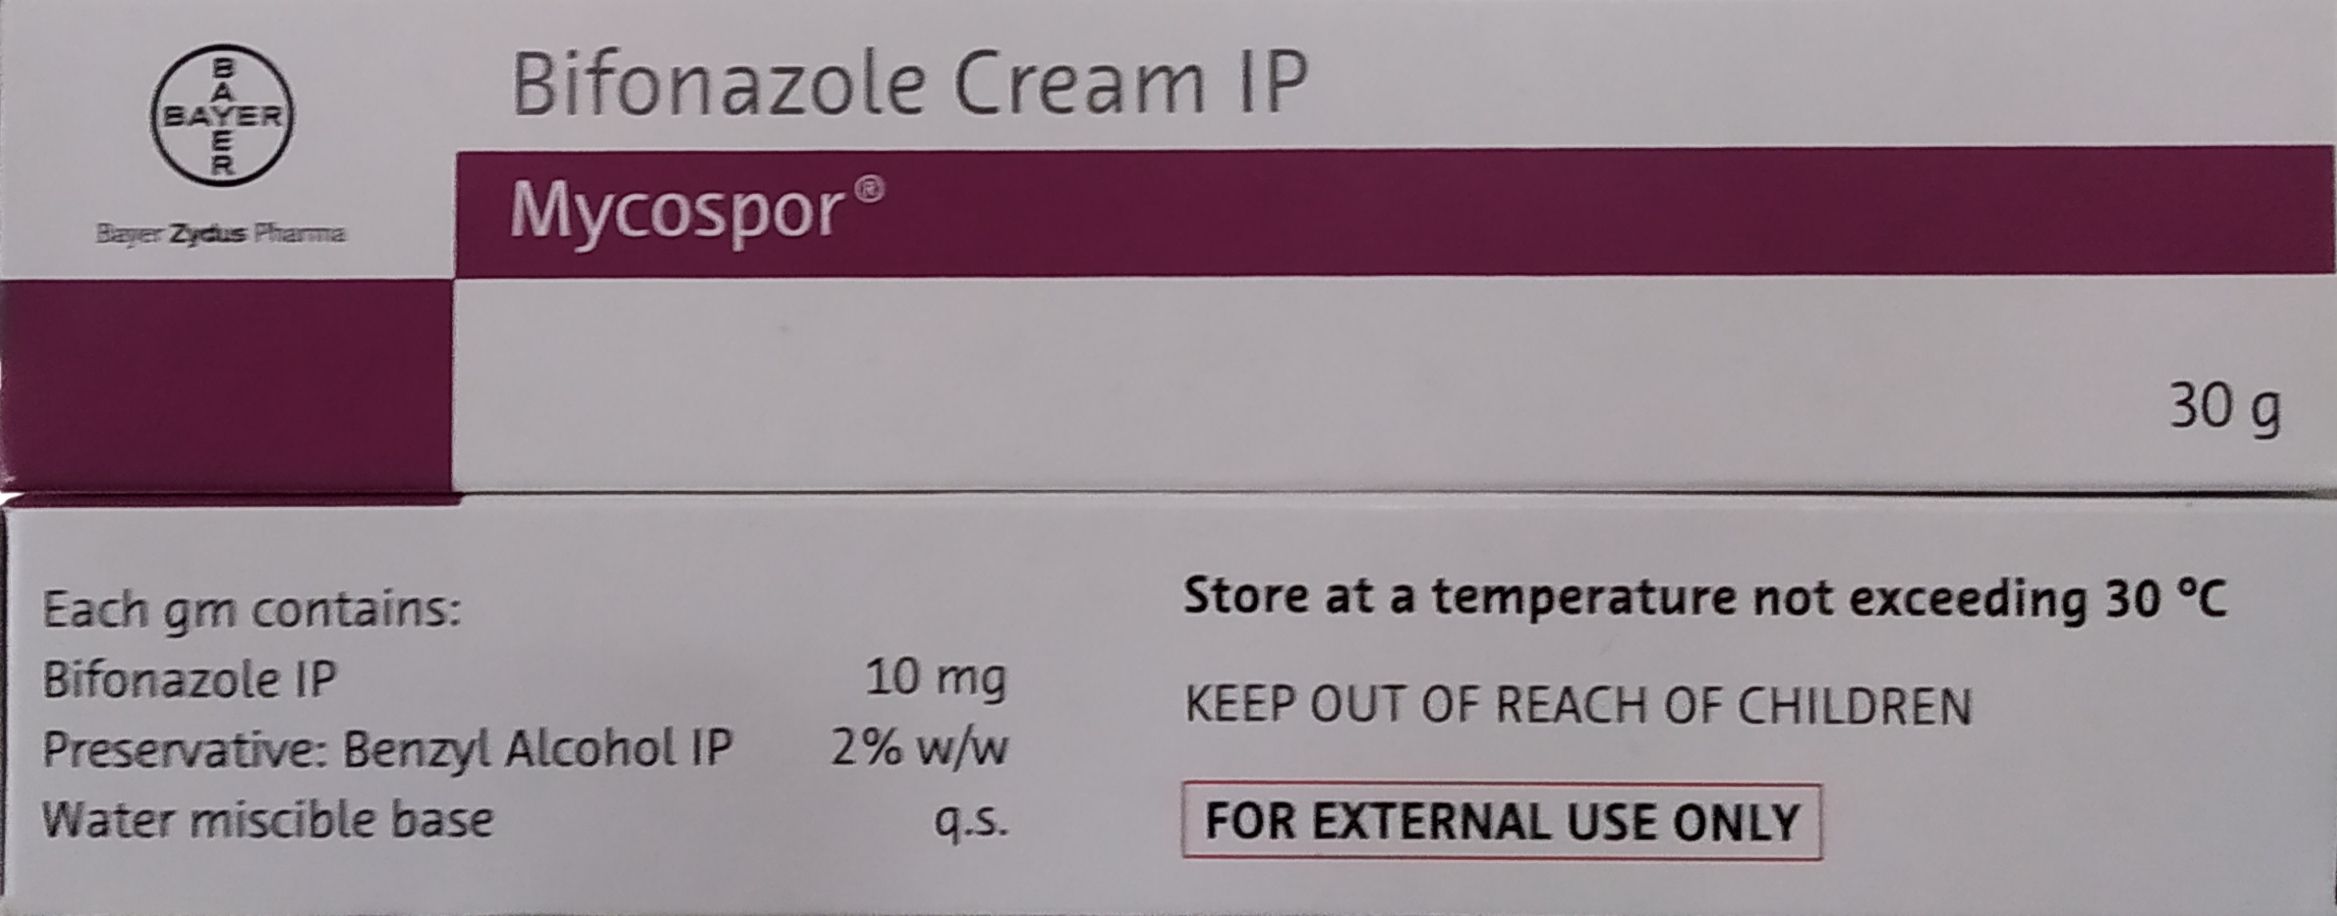 BAYER
BAYER
Bayer Zydus Pharma
Bifonazole Cream IP
Mycospor®
30 g
Each gm contains:
Bifonazole IP 10 mg
Preservative: Benzyl Alcohol IP 2% w/w
Water miscible base q.s.
Store at a temperature not exceeding 30 °C
KEEP OUT OF REACH OF CHILDREN
FOR EXTERNAL USE ONLY